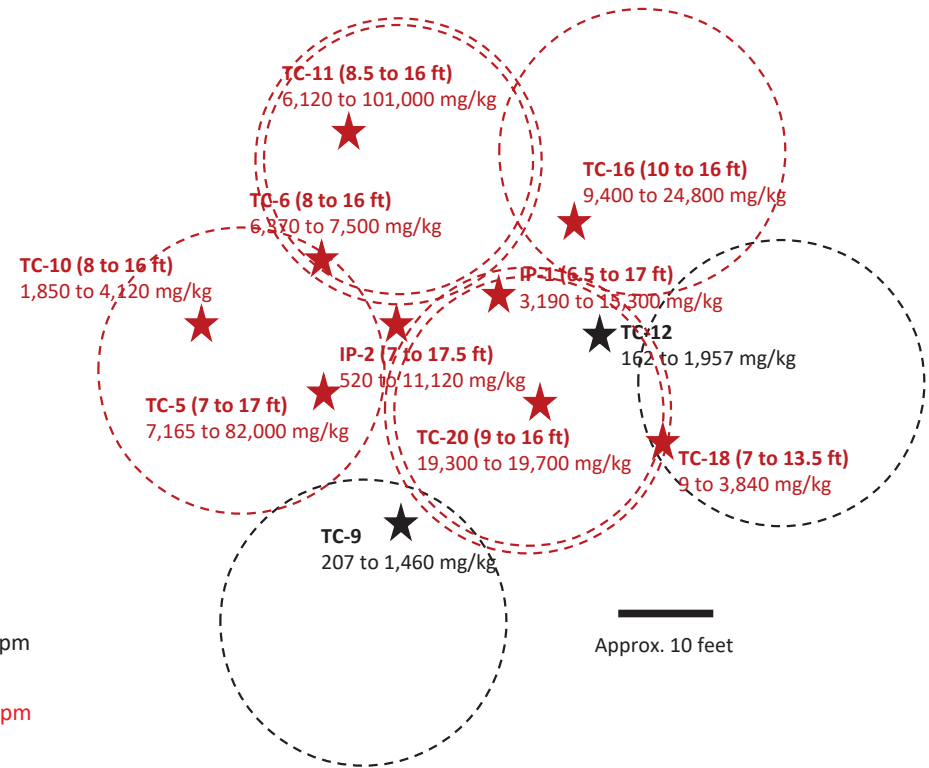 TC-11 (8.5 to 16 ft)
6,120 to 101,000 mg/kg
TC-16 (10 to 16 ft)
9,400 to 24,800 mg/kg
TC-6 (8 to 16 ft)
6,370 to 7,500 mg/kg
TC-10 (8 to 16 ft)
1,850 to 4,120 mg/kg
IP-1 (6.5 to 17 ft)
3,190 to 15,300 mg/kg
TC-12
162 to 1,957 mg/kg
IP-2 (7 to 17.5 ft)
520 to 11,120 mg/kg
TC-5 (7 to 17 ft)
7,165 to 82,000 mg/kg
TC-20 (9 to 16 ft)
19,300 to 19,700 mg/kg
TC-18 (7 to 13.5 ft)
9 to 3,840 mg/kg
TC-9
207 to 1,460 mg/kg
Approx. 10 feet
pm
pm